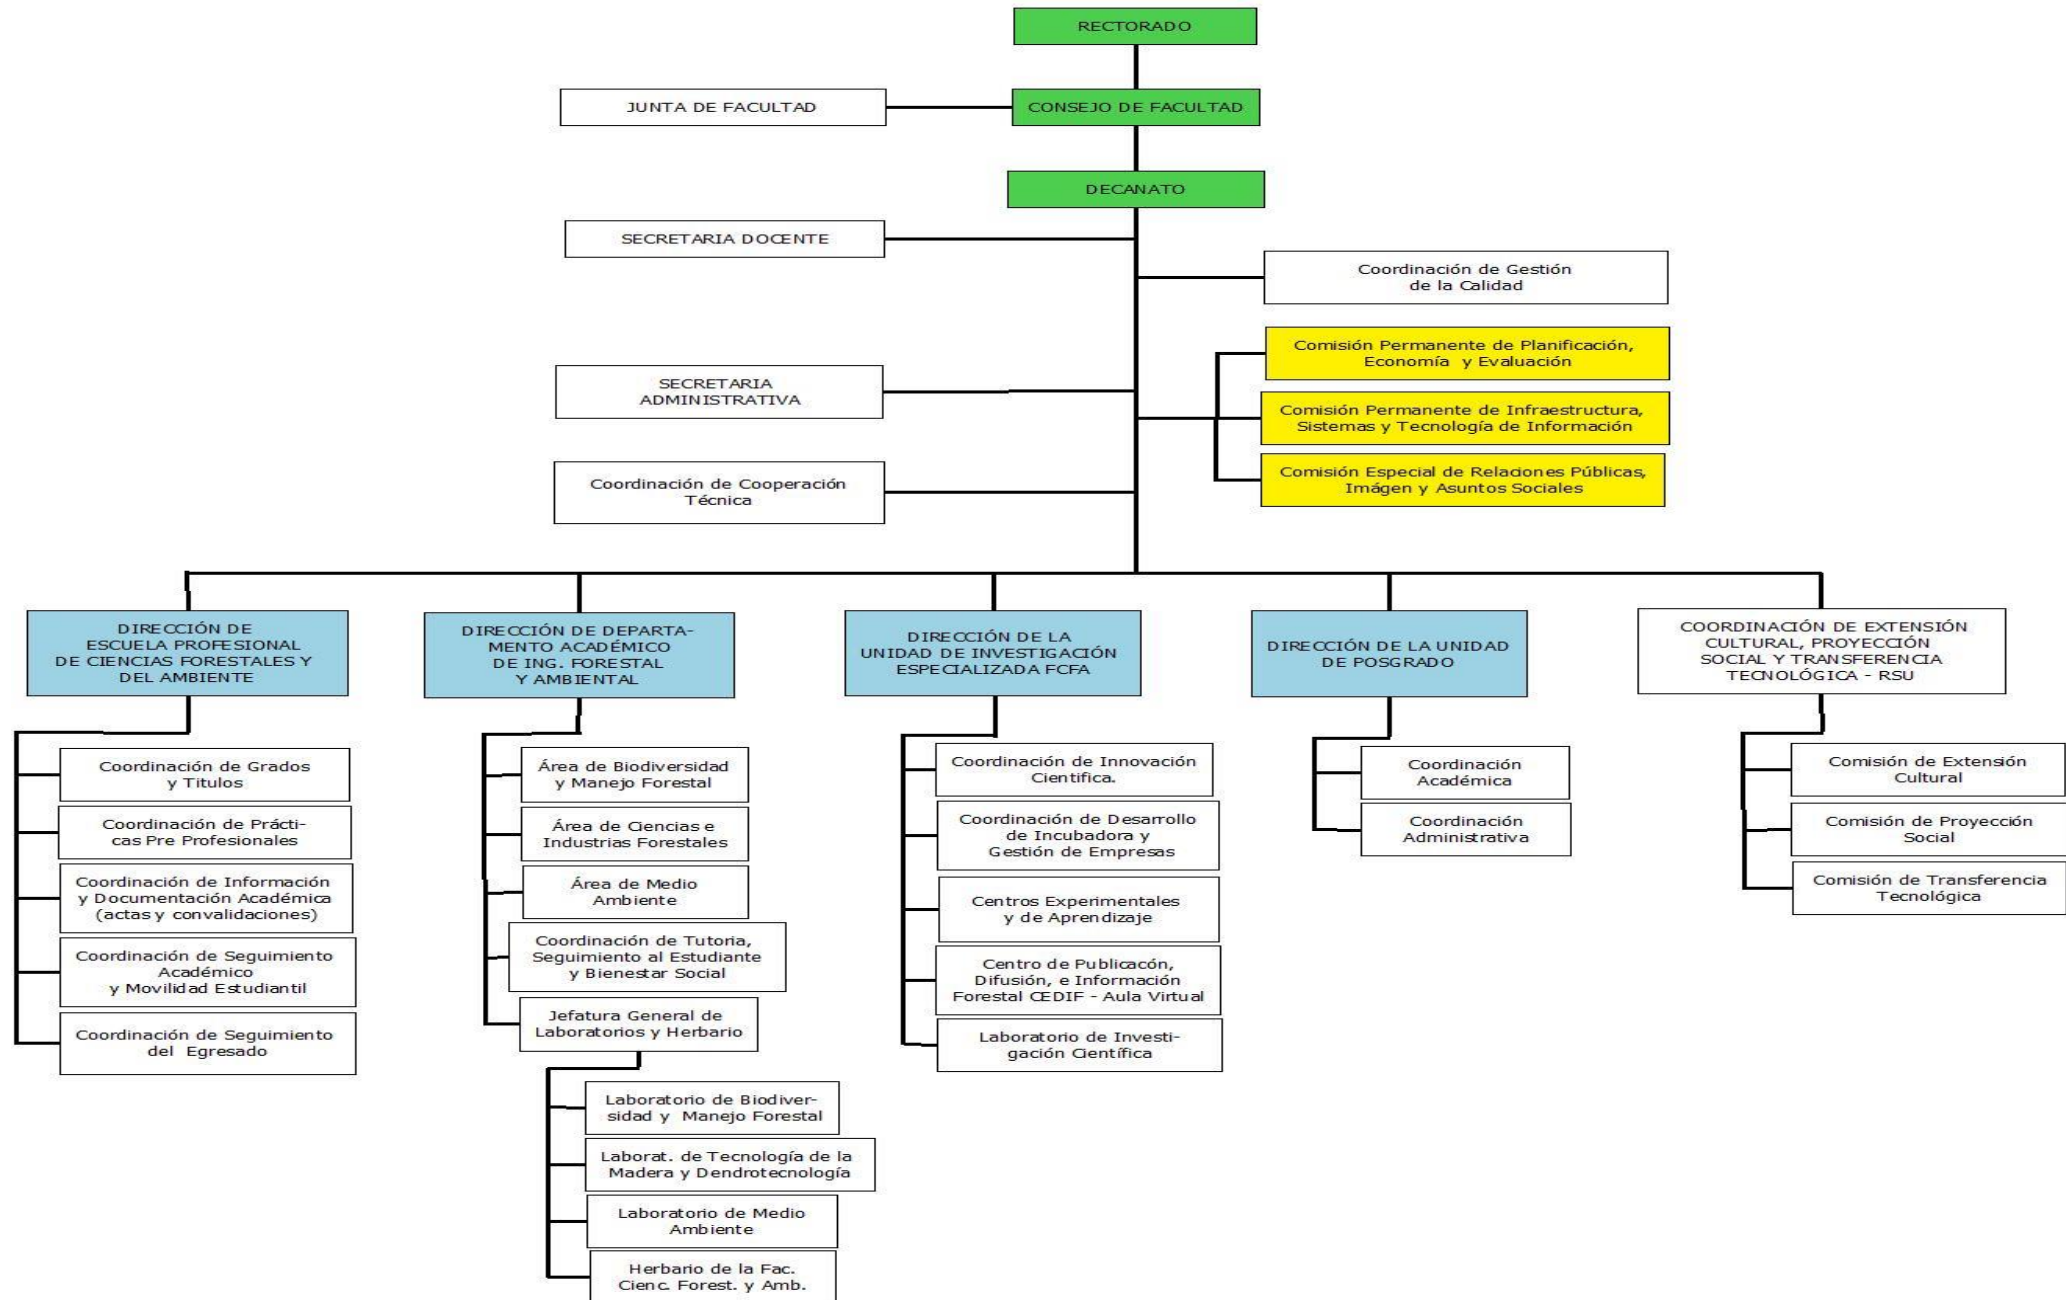 RECTORADO
JUNTA DE FACULTAD
CONSEJO DE FACULTAD
DECANATO
SECRETARIA DOCENTE
Coordinación de Gestión
de la Calidad
Comisión Permanente de Planificación,
Economía y Evaluación
SECRETARIA
ADMINISTRATIVA
Comisión Permanente de Infraestructura,
Sistemas y Tecnología de Información
Coordinación de Cooperación
Técnica
Comisión Especial de Relaciones Públicas,
Imágen y Asuntos Sociales
DIRECCIÓN DE
ESCUELA PROFESIONAL
DE CIENCIAS FORESTALES Y
DEL AMBIENTE
Coordinación de Grados
y Titulos
Coordinación de Prácti-
cas Pre Profesionales
Coordinación de Información
y Documentación Académica
(actas y convalidaciones)
Coordinación de Seguimiento
Académico
y Movilidad Estudiantil
Coordinación de Seguimiento
del Egresado
DIRECCIÓN DE DEPARTA-
MENTO ACADÉMICO
DE ING. FORESTAL
Y AMBIENTAL
Área de Biodiversidad
y Manejo Forestal
Área de Ciencias e
Industrias Forestales
Área de Medio
Ambiente
Coordinación de Tutoria,
Seguimiento al Estudiante
y Bienestar Social
Jefatura General de
Laboratorios y Herbario
Laboratorio de Biodiver-
sidad y Manejo Forestal
Laborat. de Tecnología de la
Madera y Dendrotecnología
Laboratorio de Medio
Ambiente
Herbario de la Fac.
Cienc. Forest. y Amb.
DIRECCIÓN DE LA
UNIDAD DE INVESTIGACIÓN
ESPECIALIZADA FCFA
Coordinación de Innovación
Cientifica.
Coordinación de Desarrollo
de Incubadora y
Gestión de Empresas
Centros Experimentales
y de Aprendizaje
Centro de Publicacón,
Difusión, e Información
Forestal CEDIF - Aula Virtual
Laboratorio de Investi-
gación Científica
DIRECCIÓN DE LA UNIDAD
DE POSGRADO
Coordinación
Académica
Coordinación
Administrativa
COORDINACIÓN DE EXTENSIÓN
CULTURAL, PROYECCIÓN
SOCIAL Y TRANSFERENCIA
TECNOLÓGICA - RSU
Comisión de Extensión
Cultural
Comisión de Proyección
Social
Comisión de Transferencia
Tecnológica